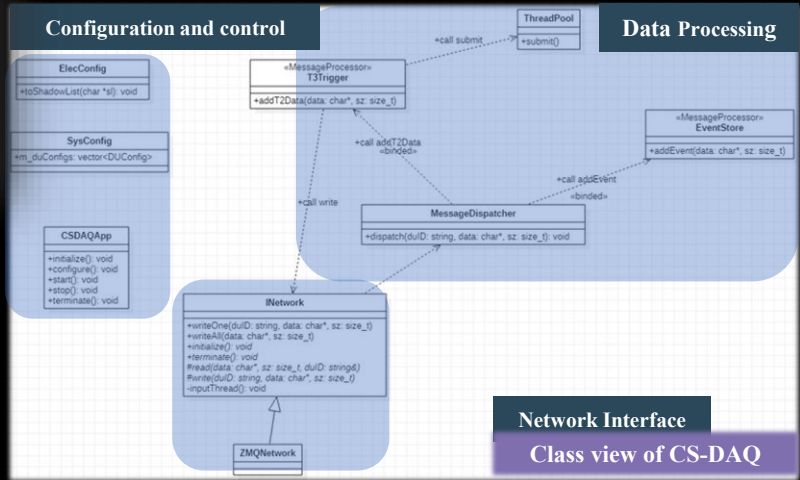 Configuration and control
Data Processing
ThreadPool
+submit()
+call submit
ElecConfig
+toShadowList(char *sl): void
«MessageProcessor»
T3Trigger
+addT2Data(data: char*, sz: size_t)
«MessageProcessor»
EventStore
+addEvent(data: char*, sz: size_t)
SysConfig
+m_duConfigs: vector<DUConfig>
+call addT2Data
«binded»
+call addEvent
«binded»
+call write
MessageDispatcher
+dispatch(duID: string, data: char*, sz: size_t): void
CSDAQApp
+initialize(): void
+configure(): void
+start(): void
+stop(): void
+terminate(): void
INetwork
+writeOne(duID: string, data: char*, sz: size_t)
+writeAll(data: char*, sz: size_t)
+initialize(): void
+terminate(): void
#read(data: char*, sz: size_t, duID: string&)
#write(duID: string, data: char*, sz: size_t)
-inputThread(): void
ZMQNetwork
Network Interface
Class view of CS-DAQ